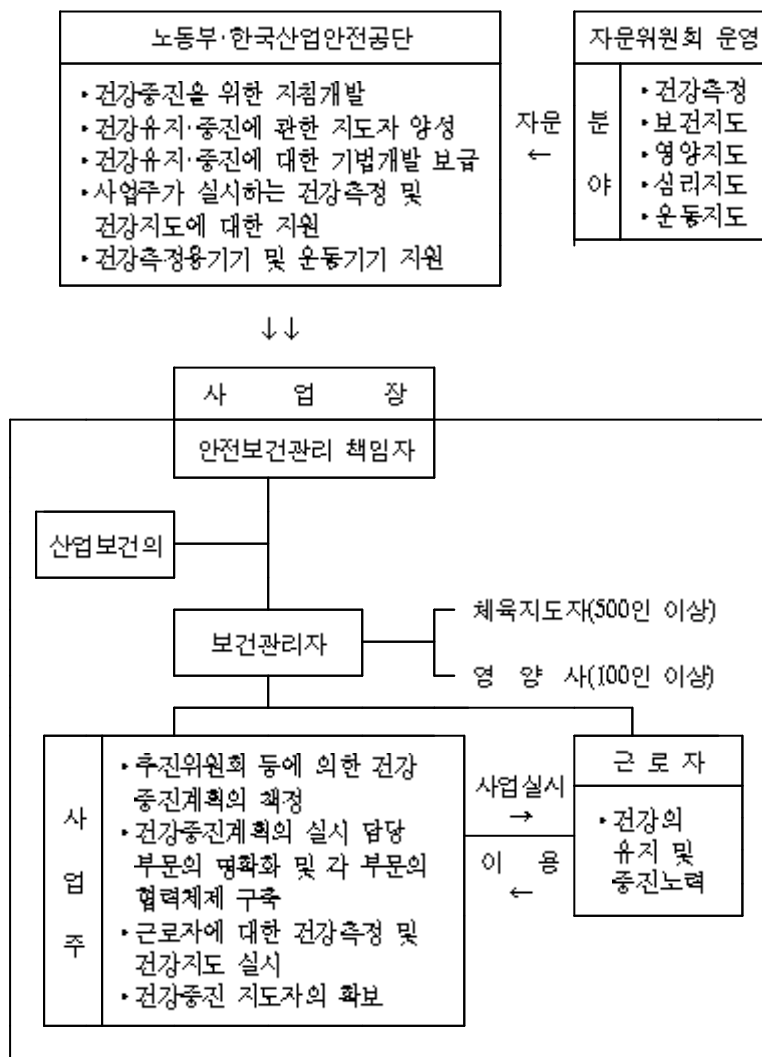 노동부·한국산업안전공단
•건강증진을 위한 지침개발
•건강유지·증진에 관한 지도자 양성
•건강유지·증진에 대한 기법개발 보급
•사업주가 실시하는 건강측정 및
건강지도에 대한 지원
•건강측정용기기 및 운동기기 지원
자문
←
자문위원회 운영
분
야
•건강측정
•보건지도
•영양지도
•심리지도
•운동지도
↓↓
사 업 장
안전보건관리 책임자
산업보건의
보건관리자
체육지도자(500인 이상)
영 양 사(100인 이상)
사
업
주
•추진위원회 등에 의한 건강
증진계획의 책정
•건강증진계획의 실시 담당
부문의 명확화 및 각 부문의
협력체제 구축
•근로자에 대한 건강측정 및
건강지도 실시
•건강증진 지도자의 확보
사업실시
→
이 용
←
근 로 자
•건강의
유지 및
증진노력